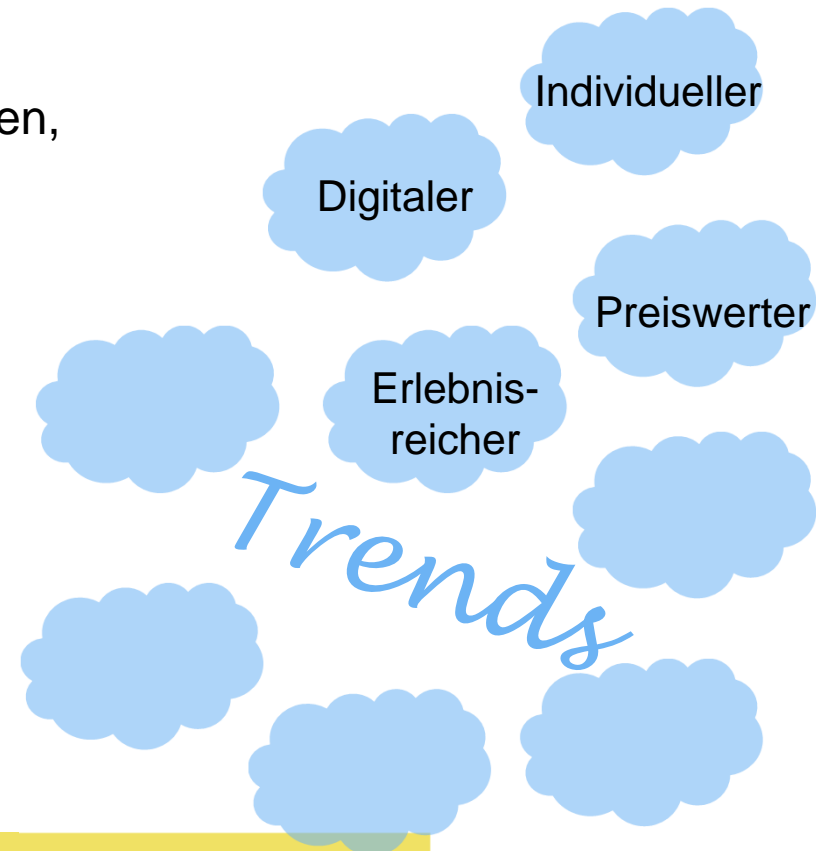 Individueller
en,
Digitaler
Preiswerter
Erlebnis-
reicher
Trends